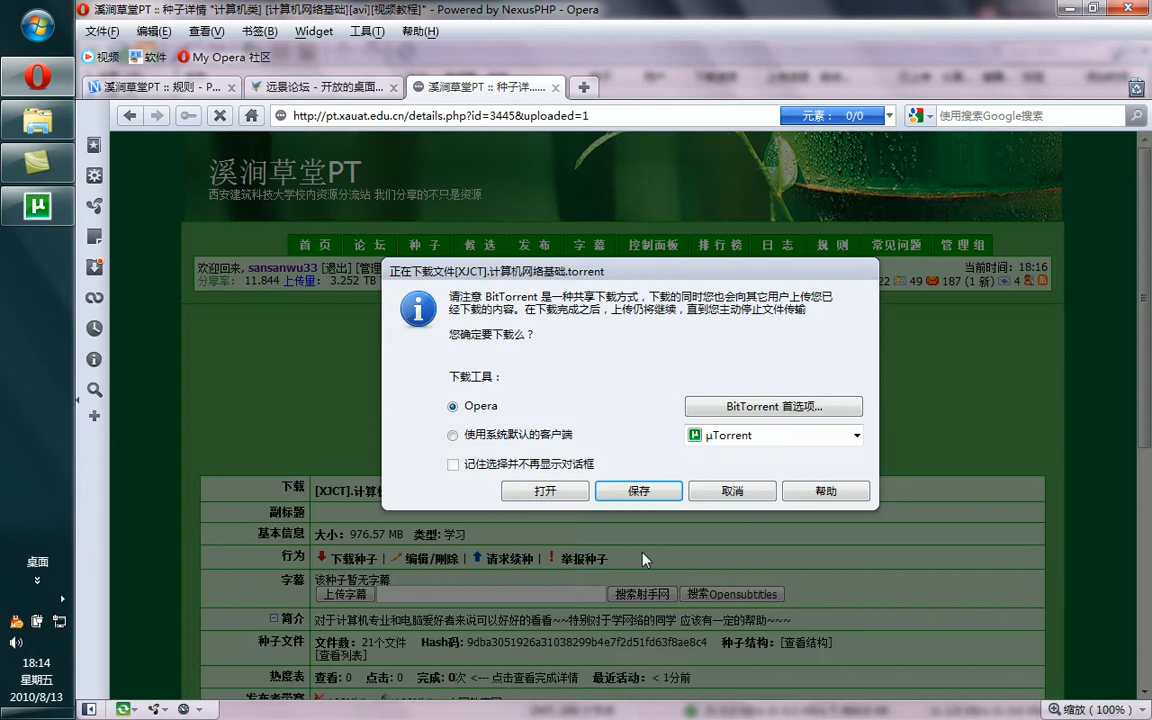 溪涧草堂PT :: 种子详情 "计算机类] [计算机网络基础][avi][视频教程]" - Powered by NexusPHP - Opera
文件(F) 编辑(E) 查看(V) 书签(B) Widget 工具(T) 帮助(H)
视频 软件 My Opera 社区
溪涧草堂PT :: 规则 - P...
远景论坛 - 开放的桌面...
溪涧草堂PT :: 种子详......
http://pt.xauat.edu.cn/details.php?id=3445&uploaded=1
元素： 0/0
使用搜索Google搜索
溪涧草堂PT
西安建筑科技大学校内资源分流站 我们分享的不只是资源
首 页 论 坛 种 子 候 选 发 布 字 幕 控制面板 排 行 榜 日 志 规 则 常见问题 管 理 组
欢迎回来, sansanwu33 [退出] [管理
当前时间：18:16
分享率： 11.844 上传量： 3.252 TB
22 49 187 (1 新) 4
正在下载文件[XJCT].计算机网络基础.torrent
请注意 BitTorrent 是一种共享下载方式，下载的同时您也会向其它用户上传您已
经下载的内容。在下载完成之后，上传仍将继续，直到您主动停止文件传输
您确定要下载么？
下载工具：
Opera
BitTorrent 首选项...
使用系统默认的客户端
µTorrent
记住选择并不再显示对话框
打开 保存 取消 帮助
下载 [XJCT].计算机
副标题
基本信息 大小：976.57 MB 类型: 学习
行为 下载种子 | 编辑/删除 | 请求续种 | 举报种子
字幕 该种子暂无字幕
上传字幕 搜索射手网 搜索Opensubtitles
简介 对于计算机专业和电脑爱好者来说可以好好的看看~~特别对于学网络的同学 应该有一定的帮助~~~
种子文件 文件数：21个文件 Hash码: 9dba3051926a31038299b4e7f2d51fd63f8ae8c4 种子结构：[查看结构]
[查看列表]
热度表 查看: 0 点击: 0 完成: 0次 <--- 点击查看完成详情 最近活动：< 1分前
桌面
18:14
星期五
2010/8/13
缩放（100%）